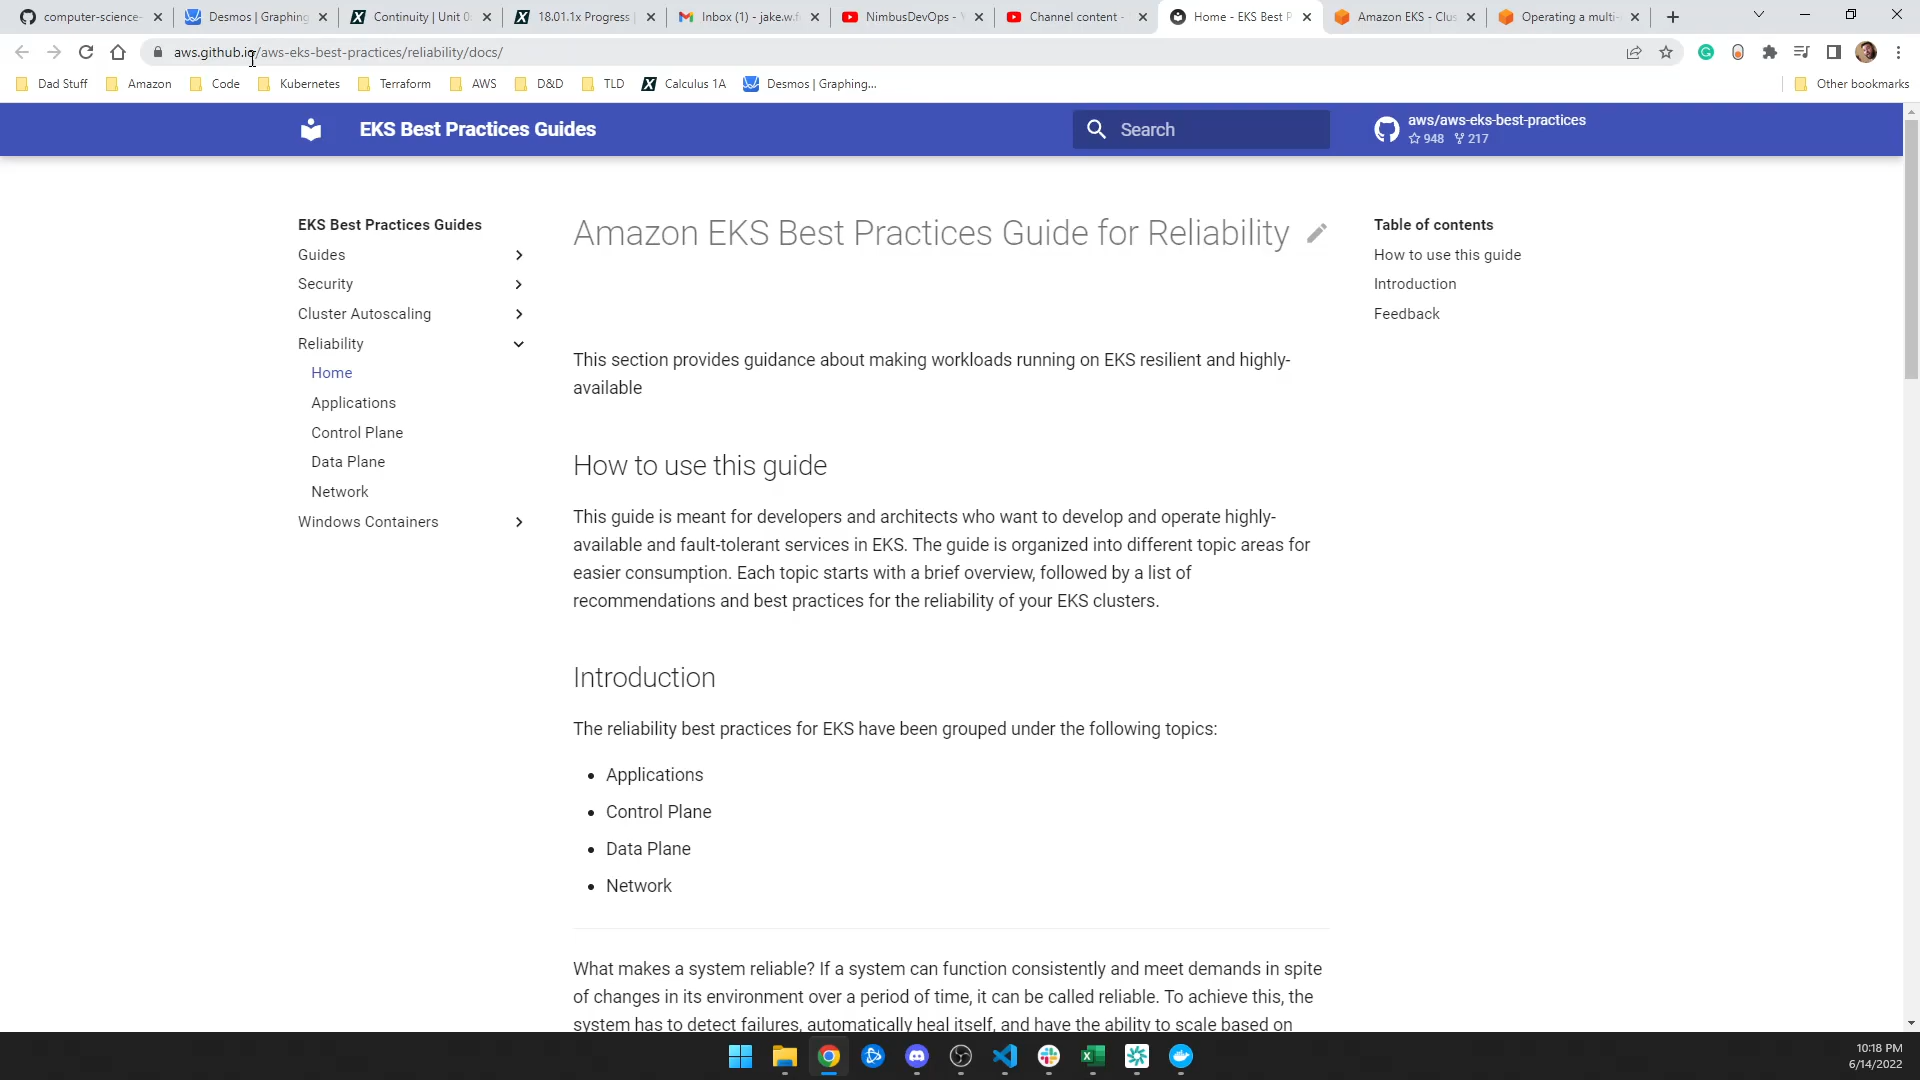 computer-science-
Desmos | Graphing
Continuity | Unit 0:
18.01.1x Progress |
Inbox (1) - jake.w.f
NimbusDevOps - Y
Channel content -
Home - EKS Best P
Amazon EKS - Clus
Operating a multi-
aws.github.io/aws-eks-best-practices/reliability/docs/
Dad Stuff
Amazon
Code
Kubernetes
Terraform
AWS
D&D
TLD
Calculus 1A
Desmos | Graphing...
Other bookmarks
EKS Best Practices Guides
Search
aws/aws-eks-best-practices
948 217
EKS Best Practices Guides
Guides
Security
Cluster Autoscaling
Reliability
Home
Applications
Control Plane
Data Plane
Network
Windows Containers
Amazon EKS Best Practices Guide for Reliability
This section provides guidance about making workloads running on EKS resilient and highly-
available
How to use this guide
This guide is meant for developers and architects who want to develop and operate highly-
available and fault-tolerant services in EKS. The guide is organized into different topic areas for
easier consumption. Each topic starts with a brief overview, followed by a list of
recommendations and best practices for the reliability of your EKS clusters.
Introduction
The reliability best practices for EKS have been grouped under the following topics:
Applications
Control Plane
Data Plane
Network
What makes a system reliable? If a system can function consistently and meet demands in spite
of changes in its environment over a period of time, it can be called reliable. To achieve this, the
system has to detect failures, automatically heal itself, and have the ability to scale based on
Table of contents
How to use this guide
Introduction
Feedback
10:18 PM
6/14/2022